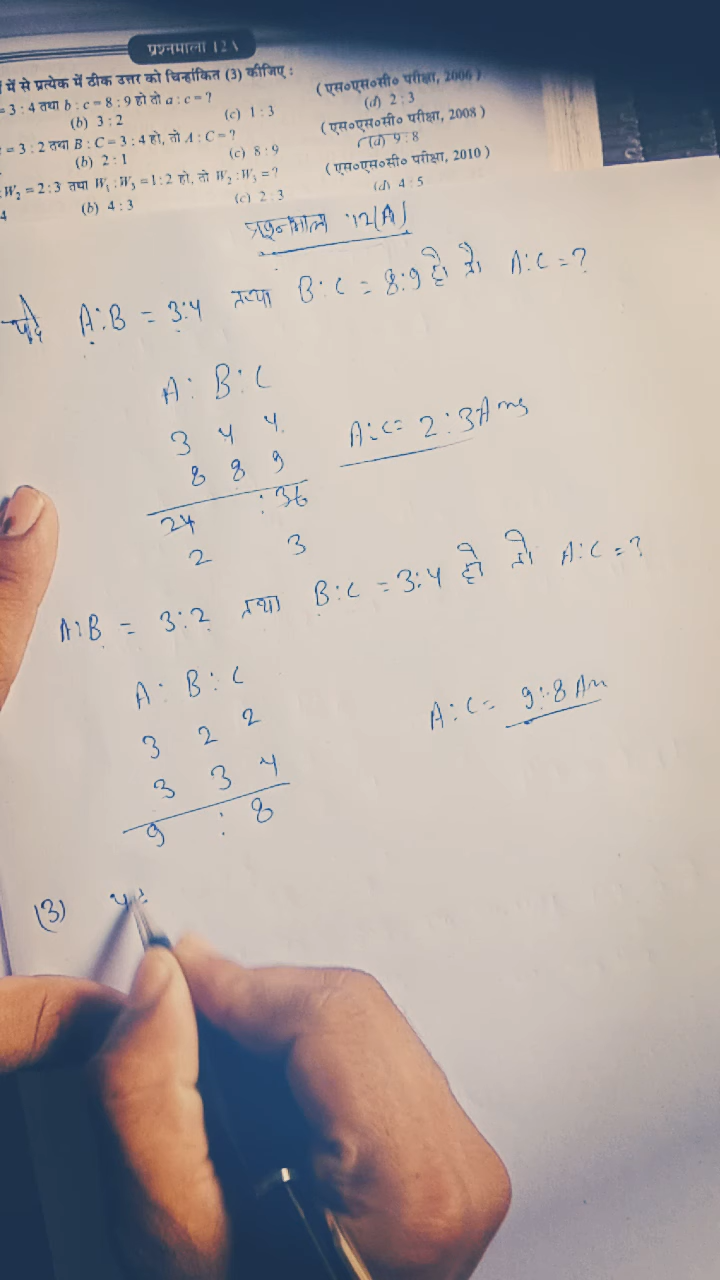 प्रश्नमाला 12A
में से प्रत्येक में ठीक उत्तर को चिन्हांकित (3) कीजिए :
= 3 : 4 तथा b : c = 8 : 9 हो तो a : c = ? (एस०एस०सी० परीक्षा, 2006)
(b) 3 : 2 (c) 1 : 3 (d) 2 : 3
= 3 : 2 तथा B : C = 3 : 4 हो, तो A : C = ? (एस०एस०सी० परीक्षा, 2008)
(b) 2 : 1 (c) 8 : 9 (d) 9 : 8
W₂ = 2 : 3 तथा W₁ : W₃ = 1 : 2 हो, तो W₂ : W₃ = ? (एस०एस०सी० परीक्षा, 2010)
4 (b) 4 : 3 (c) 2 : 3 (d) 4 : 5
प्रश्नमाला 12(A)
यदि A:B = 3:4 तथा B:C = 8:9 हो तो A:C = ?
A : B : C
3 4 4
8 8 9
24 : 36
2 3
A:C = 2:3 Ans
A:B = 3:2 तथा B:C = 3:4 हो तो A:C = ?
A : B : C
3 2 2
3 3 4
9 : 8
A:C = 9:8 An
(3)